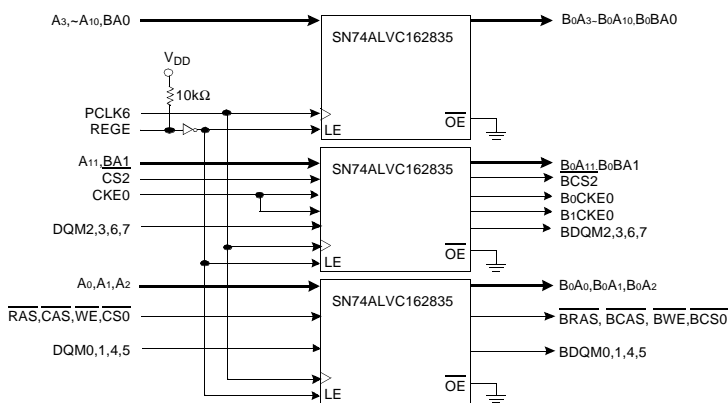 A3,~A10,BA0
SN74ALVC162835
B0A3~B0A10,B0BA0
VDD
10kΩ
PCLK6
REGE
LE
OE
A11,BA1
SN74ALVC162835
B0A11,B0BA1
CS2
BCS2
CKE0
B0CKE0
B1CKE0
DQM2,3,6,7
BDQM2,3,6,7
LE
OE
A0,A1,A2
SN74ALVC162835
B0A0,B0A1,B0A2
RAS,CAS,WE,CS0
BRAS, BCAS, BWE,BCS0
DQM0,1,4,5
BDQM0,1,4,5
LE
OE